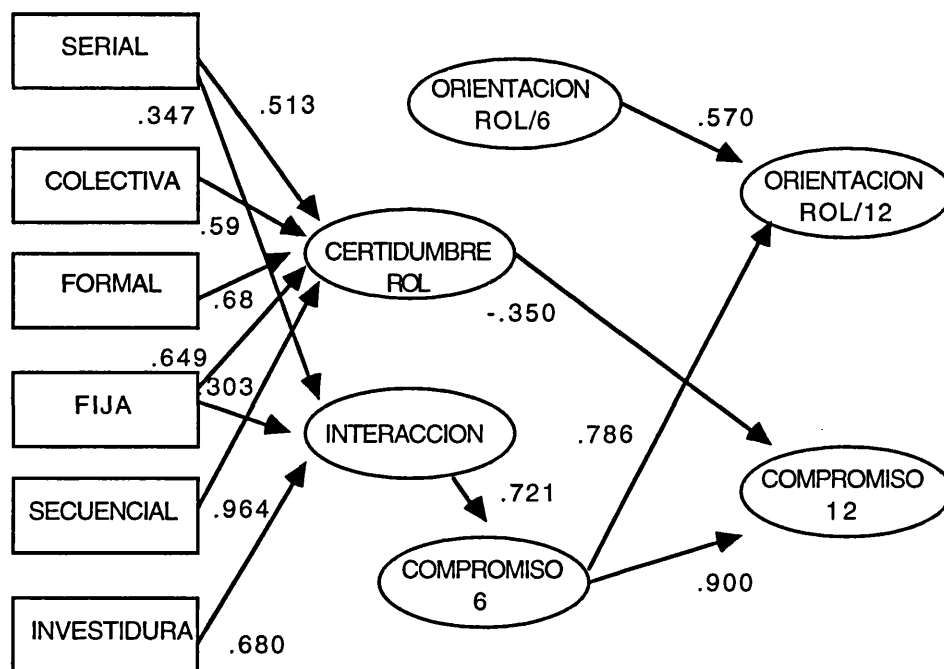 SERIAL
.347
.513
COLECTIVA
.59
FORMAL
.68
.649
.303
FIJA
SECUENCIAL
.964
INVESTIDURA
.680
ORIENTACION
ROL/6
.570
ORIENTACION
ROL/12
CERTIDUMBRE
ROL
-.350
INTERACCION
.721
.786
COMPROMISO
6
.900
COMPROMISO
12